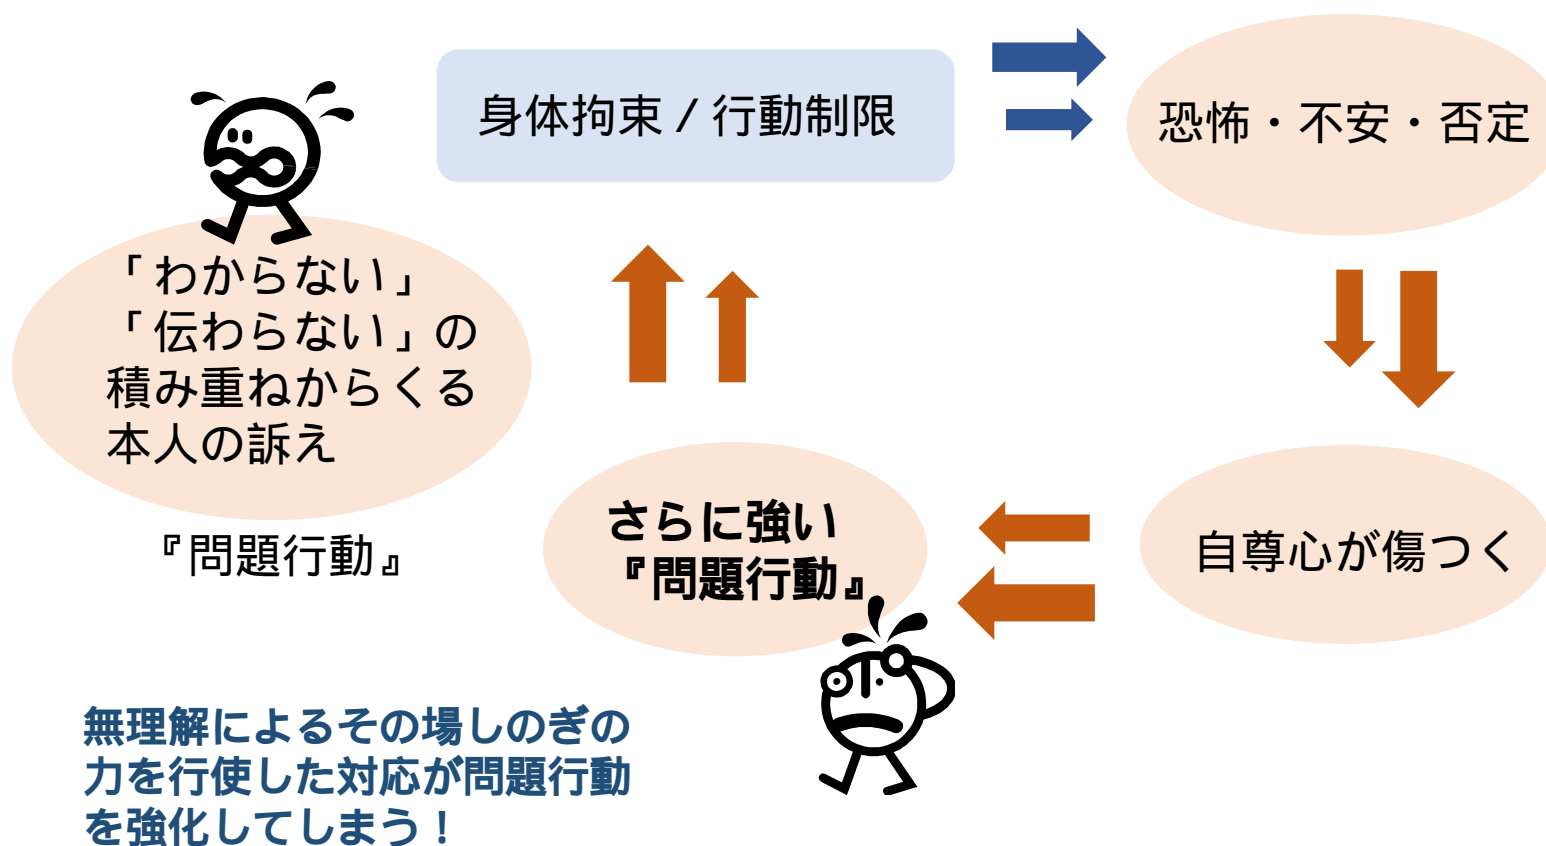 身体拘束／行動制限
恐怖・不安・否定
「わからない」
「伝わらない」の
積み重ねからくる
本人の訴え
『問題行動』
さらに強い
『問題行動』
自尊心が傷つく
無理解によるその場しのぎの
力を行使した対応が問題行動
を強化してしまう！